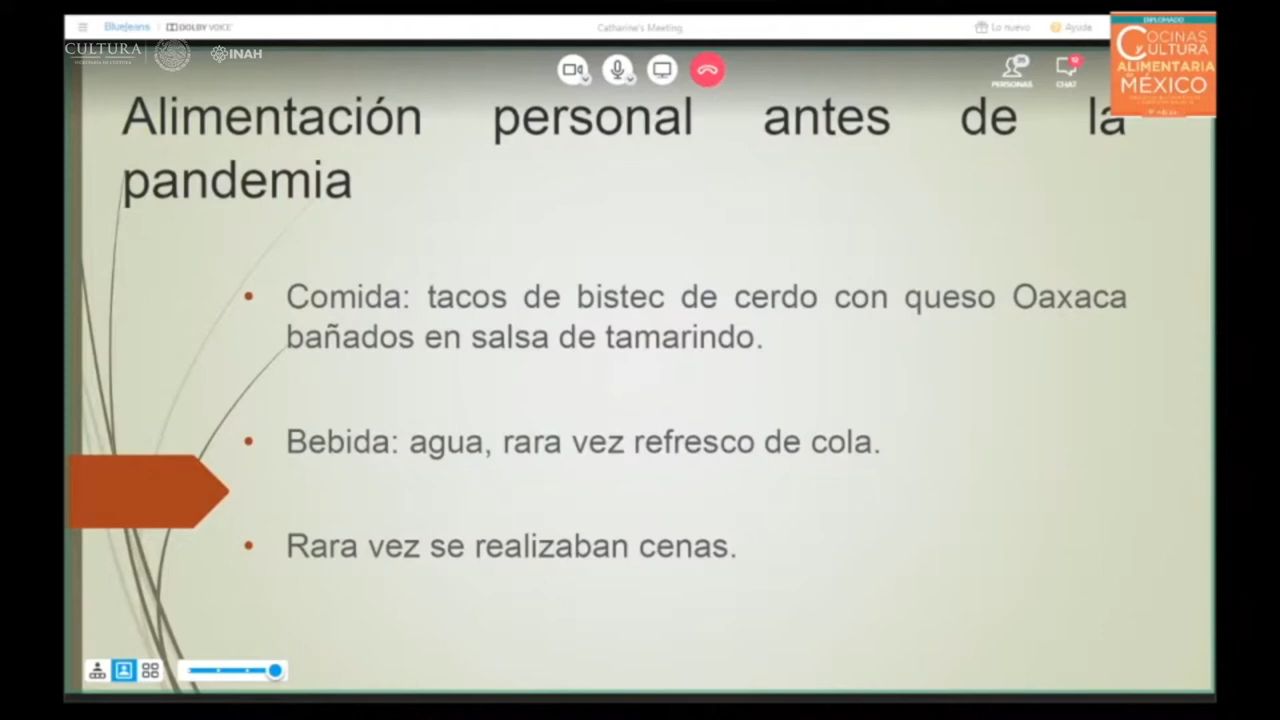 BlueJeans DOLBY VOICE Catharine's Meeting Lo nuevo Ayuda
CULTURA INAH
PERSONAS CHAT
DIPLOMADO
COCINAS
y CULTURA
ALIMENTARIA
MÉXICO
Alimentación personal antes de la
pandemia
• Comida: tacos de bistec de cerdo con queso Oaxaca
bañados en salsa de tamarindo.
• Bebida: agua, rara vez refresco de cola.
• Rara vez se realizaban cenas.